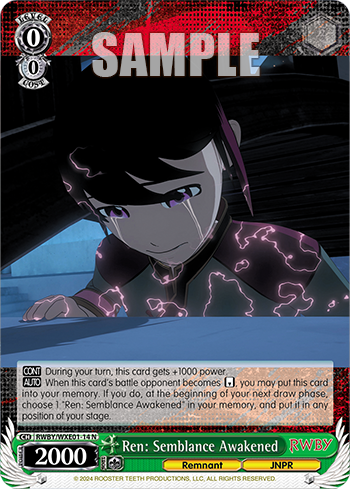 LEVEL
0
0
COST
SAMPLE
CONT During your turn, this card gets +1000 power.
AUTO When this card's battle opponent becomes [ ], you may put this card
into your memory. If you do, at the beginning of your next draw phase,
choose 1 "Ren: Semblance Awakened" in your memory, and put it in any
position of your stage.
RWBY/WXE01-14 N
POWER
2000
Ren: Semblance Awakened
RWBY
Remnant
JNPR
© 2024 ROOSTER TEETH PRODUCTIONS, LLC, ALL RIGHTS RESERVED.